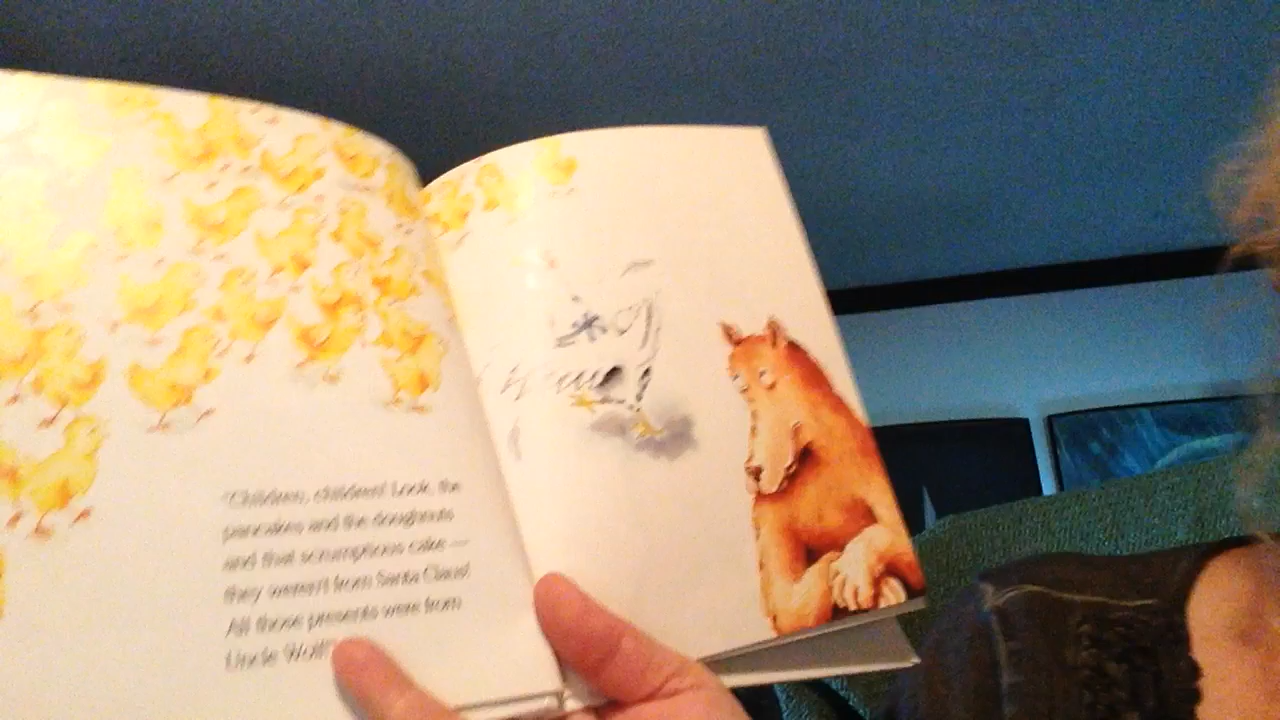 "Children, children! Look, the
pancakes and the doughnuts
and that scrumptious cake —
they weren't from Santa Claus!
All those presents were from
Uncle Wolf!"